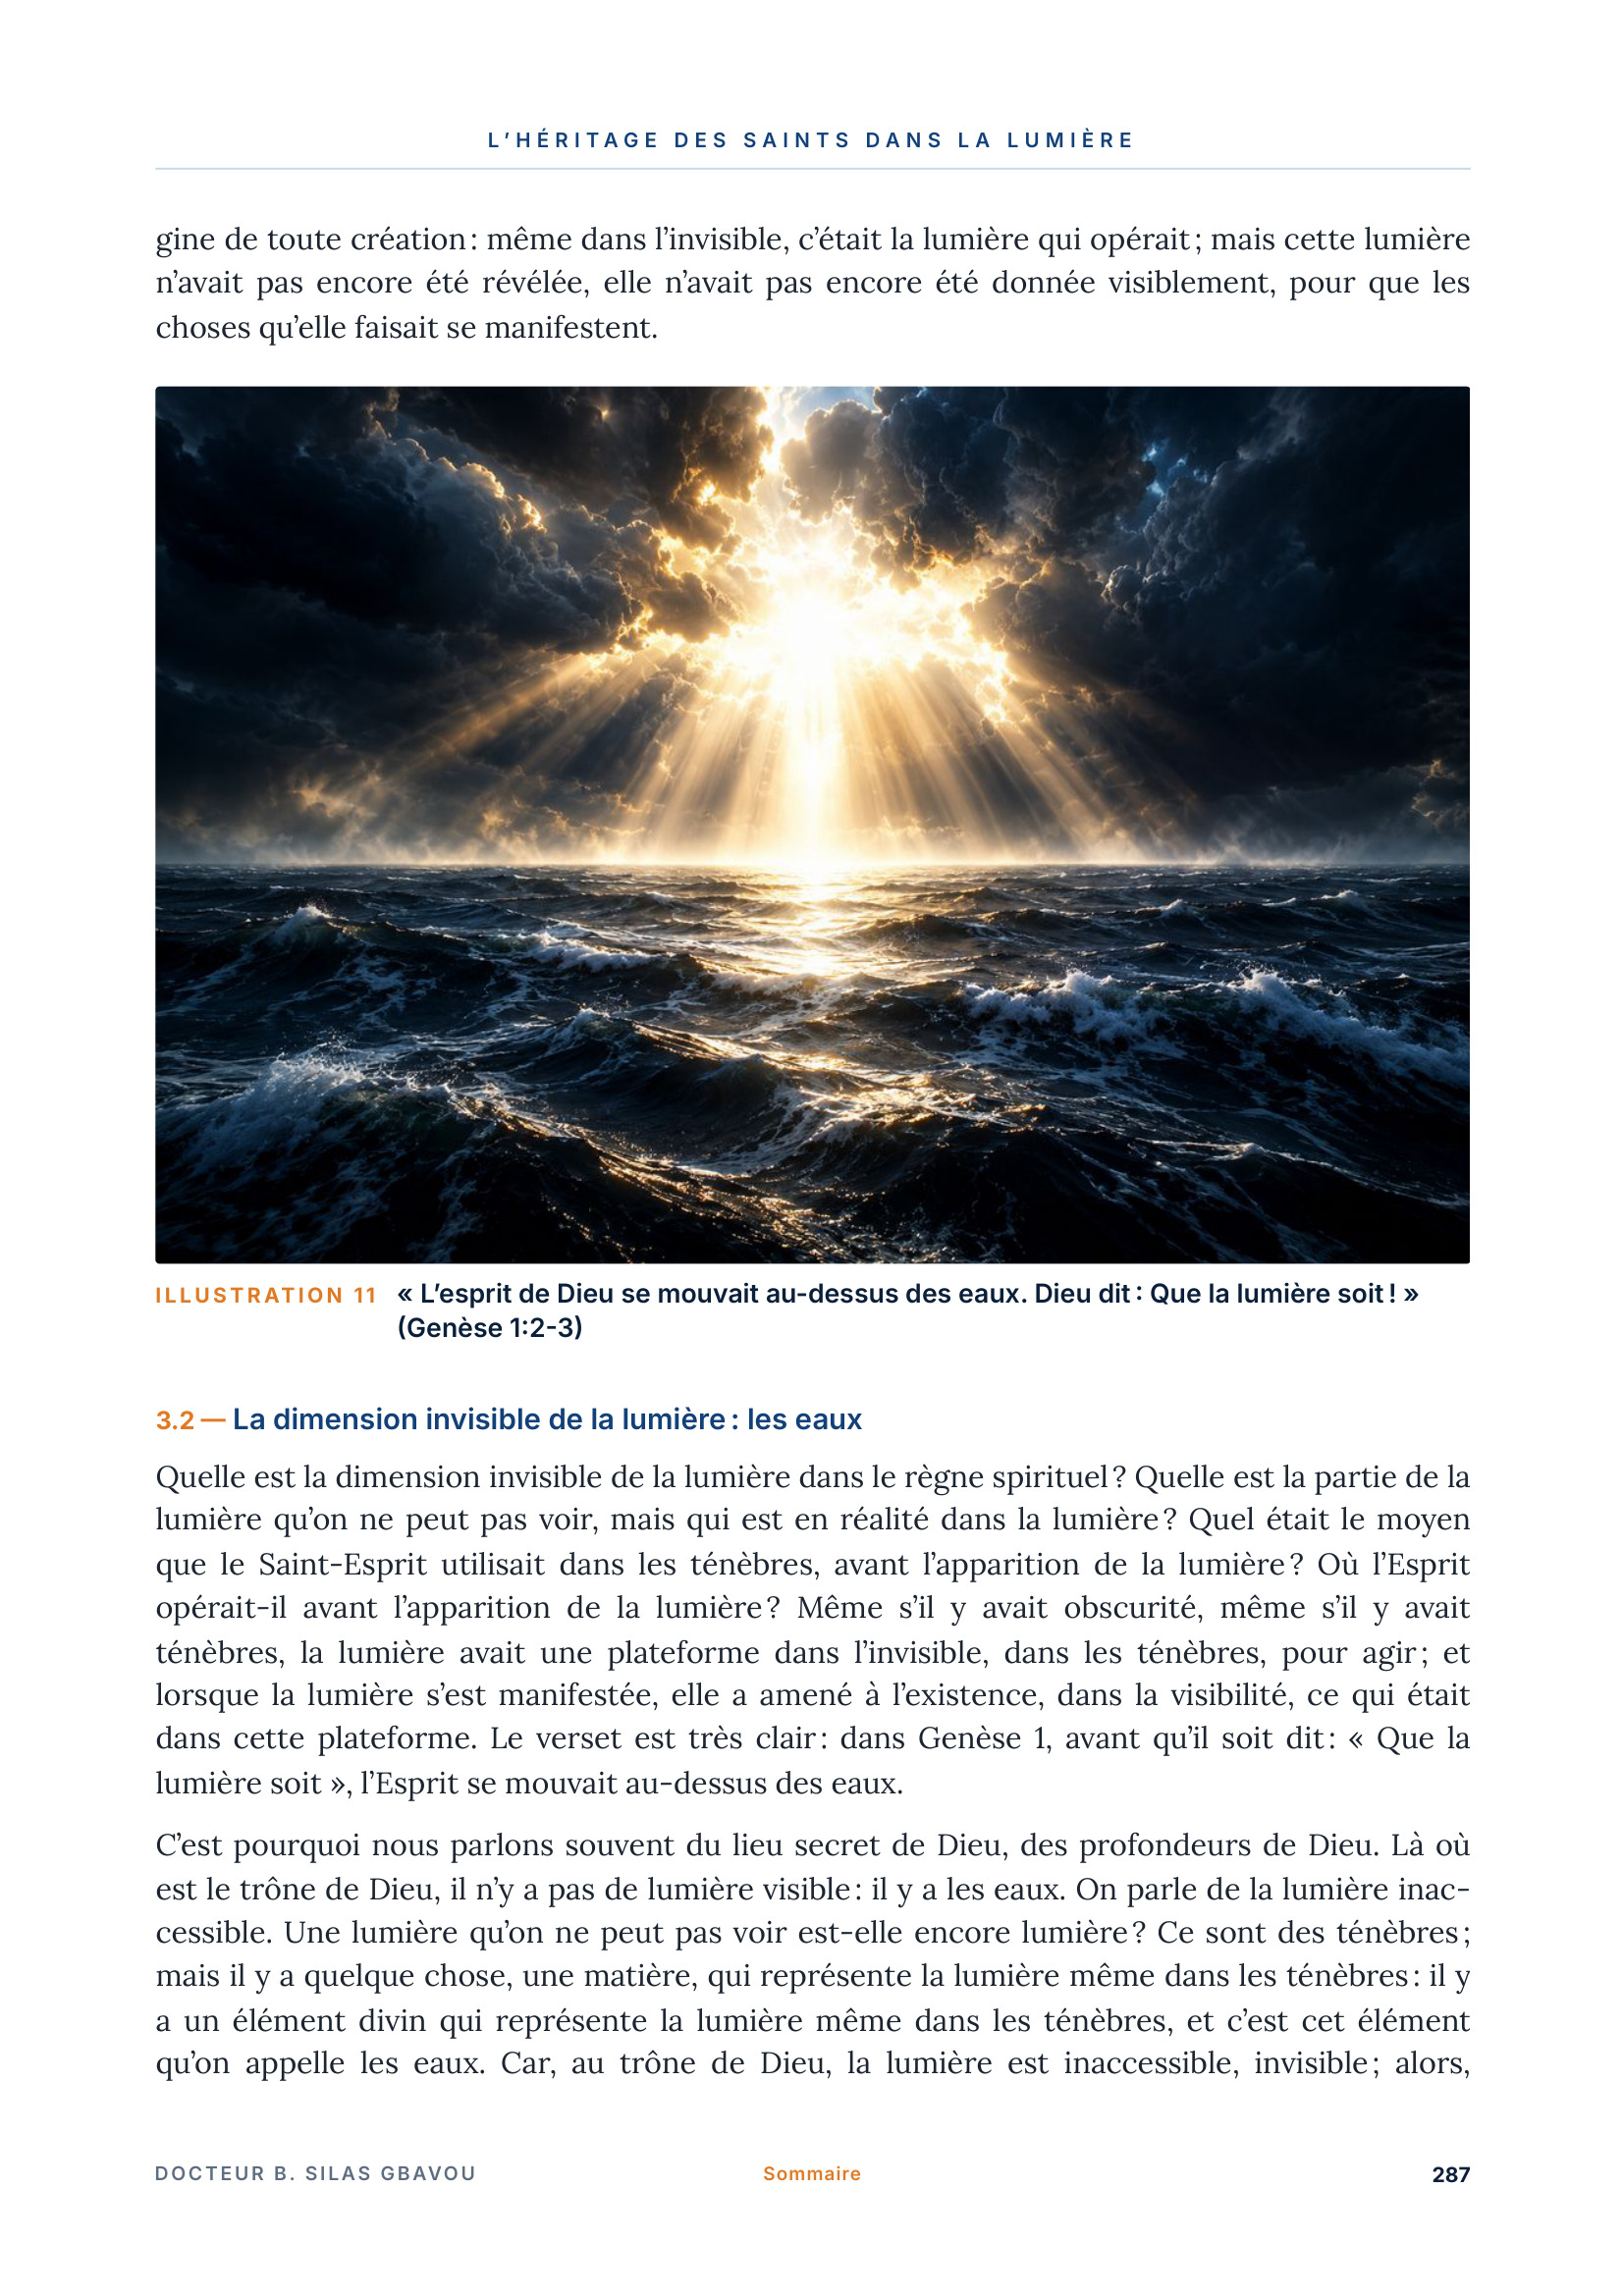 L’HÉRITAGE DES SAINTS DANS LA LUMIÈRE
gine de toute création : même dans l’invisible, c’était la lumière qui opérait ; mais cette lumière
n’avait pas encore été révélée, elle n’avait pas encore été donnée visiblement, pour que les
choses qu’elle faisait se manifestent.
ILLUSTRATION 11 « L’esprit de Dieu se mouvait au-dessus des eaux. Dieu dit : Que la lumière soit ! »
(Genèse 1:2-3)
3.2 — La dimension invisible de la lumière : les eaux
Quelle est la dimension invisible de la lumière dans le règne spirituel ? Quelle est la partie de la
lumière qu’on ne peut pas voir, mais qui est en réalité dans la lumière ? Quel était le moyen
que le Saint-Esprit utilisait dans les ténèbres, avant l’apparition de la lumière ? Où l’Esprit
opérait-il avant l’apparition de la lumière ? Même s’il y avait obscurité, même s’il y avait
ténèbres, la lumière avait une plateforme dans l’invisible, dans les ténèbres, pour agir ; et
lorsque la lumière s’est manifestée, elle a amené à l’existence, dans la visibilité, ce qui était
dans cette plateforme. Le verset est très clair : dans Genèse 1, avant qu’il soit dit : « Que la
lumière soit », l’Esprit se mouvait au-dessus des eaux.
C’est pourquoi nous parlons souvent du lieu secret de Dieu, des profondeurs de Dieu. Là où
est le trône de Dieu, il n’y a pas de lumière visible : il y a les eaux. On parle de la lumière inac-
cessible. Une lumière qu’on ne peut pas voir est-elle encore lumière ? Ce sont des ténèbres ;
mais il y a quelque chose, une matière, qui représente la lumière même dans les ténèbres : il y
a un élément divin qui représente la lumière même dans les ténèbres, et c’est cet élément
qu’on appelle les eaux. Car, au trône de Dieu, la lumière est inaccessible, invisible ; alors,
DOCTEUR B. SILAS GBAVOU Sommaire 287